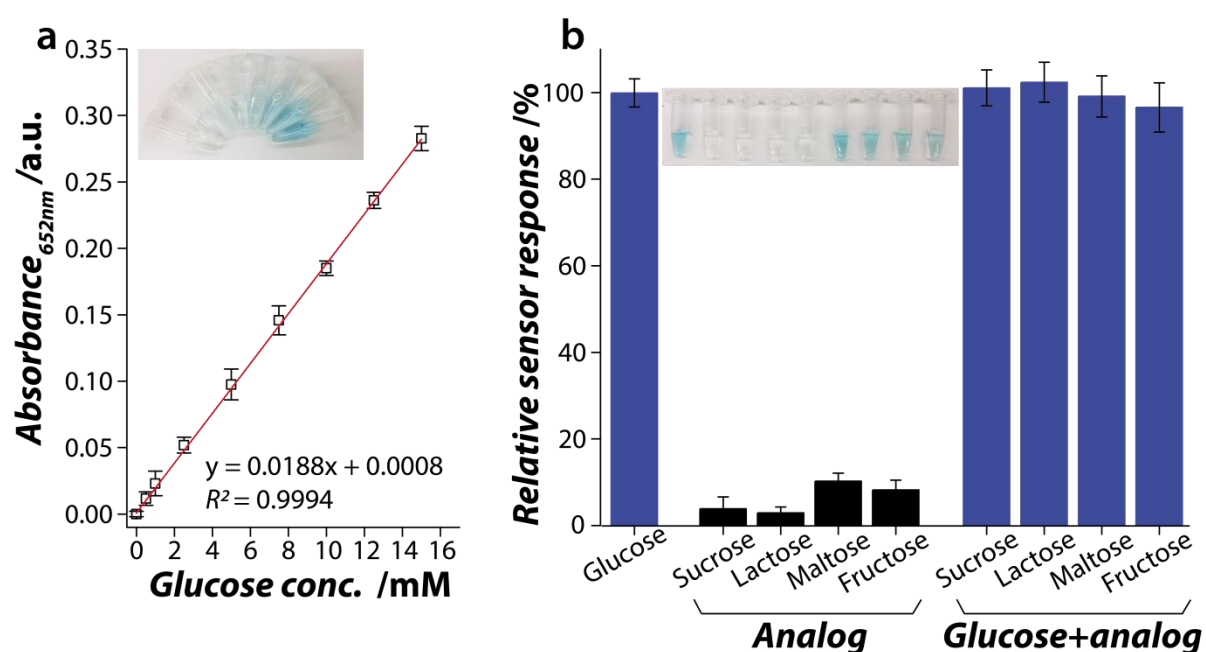 a
0.35
0.30
0.25
0.20
0.15
0.10
0.05
0.00
Absorbance652nm /a.u.
y = 0.0188x + 0.0008
R² = 0.9994
0 2 4 6 8 10 12 14 16
Glucose conc. /mM
b
100
80
60
40
20
0
Relative sensor response /%
Glucose
Sucrose
Lactose
Maltose
Fructose
Sucrose
Lactose
Maltose
Fructose
Analog
Glucose+analog